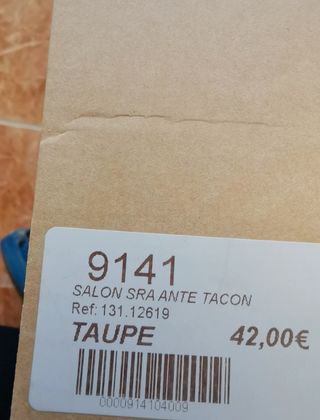 9141
SALON SRA ANTE TACON
Ref: 131.12619
TAUPE 42,00€
0000914104009